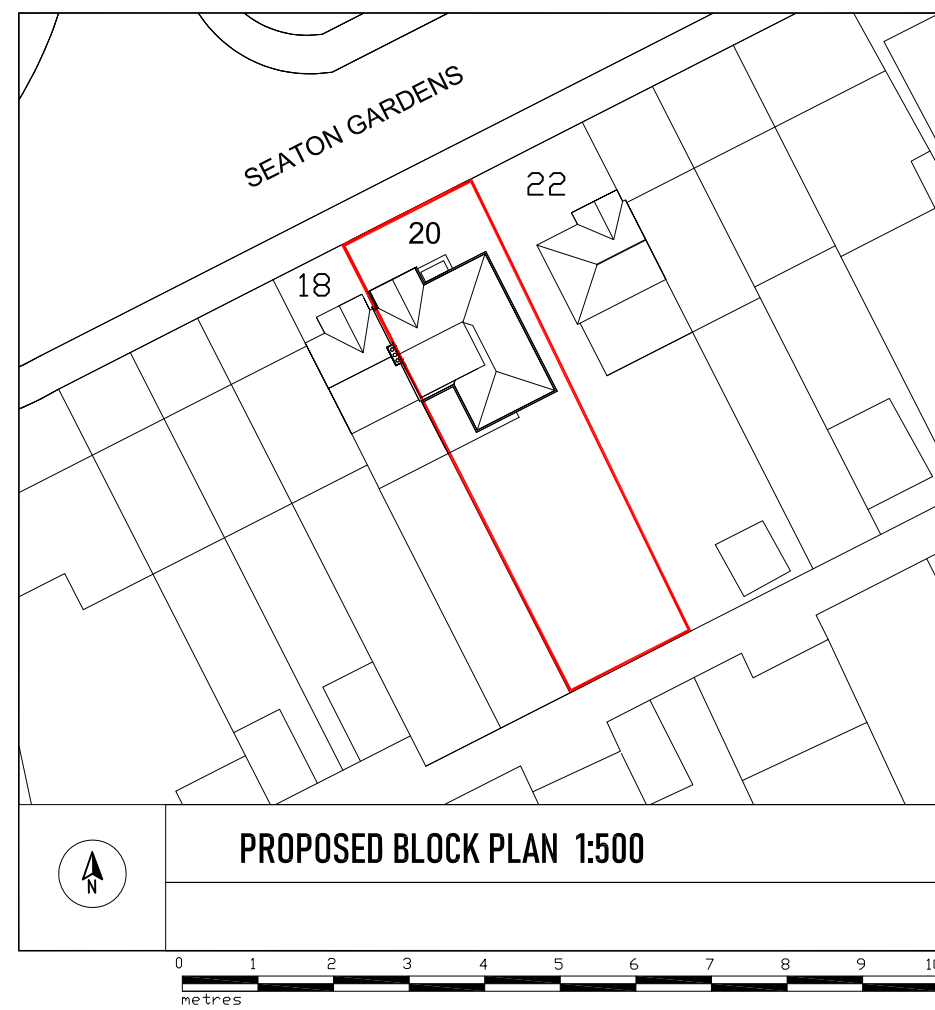 SEATON GARDENS
22
20
18
PROPOSED BLOCK PLAN 1:500
N
0 1 2 3 4 5 6 7 8 9 10
metres